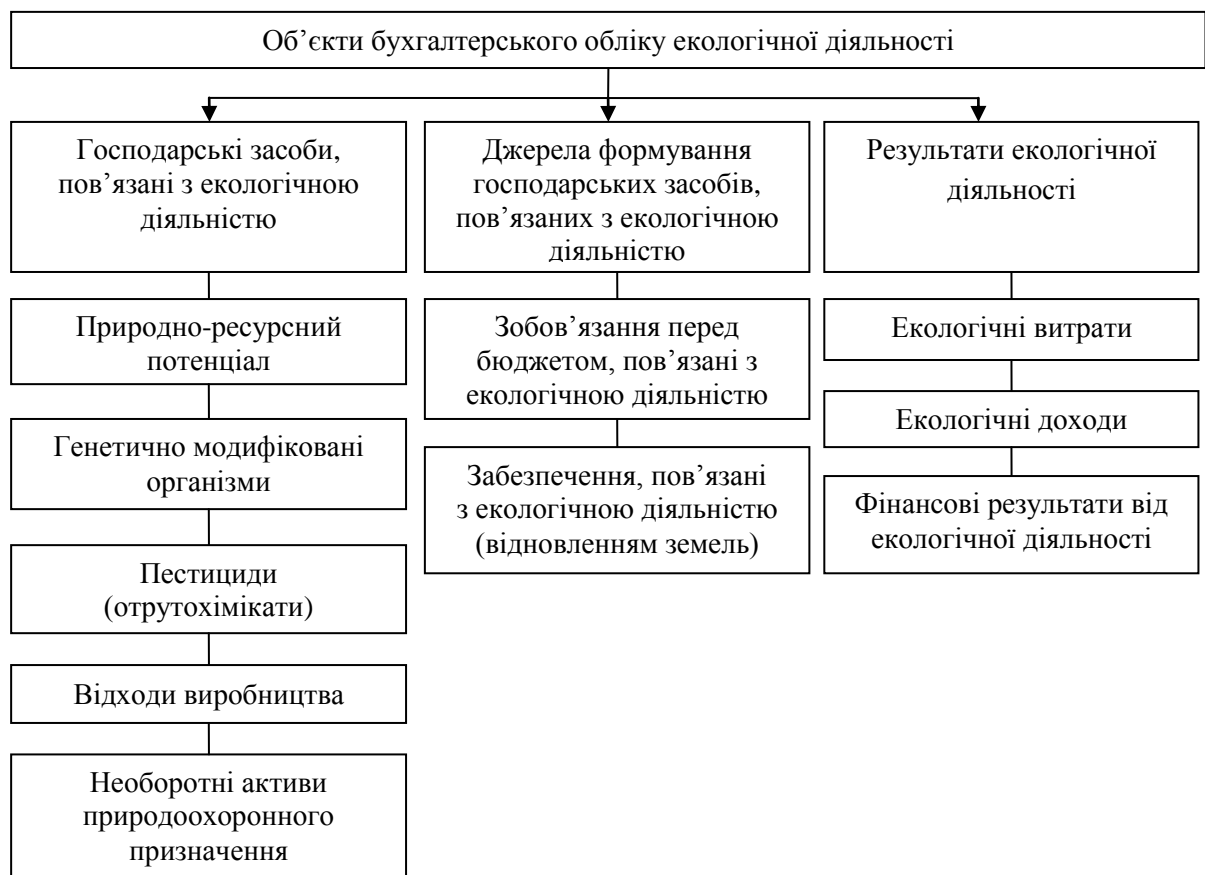 Об’єкти бухгалтерського обліку екологічної діяльності
Господарські засоби,
пов’язані з екологічною
діяльністю
Природно-ресурсний
потенціал
Генетично модифіковані
організми
Пестициди
(отрутохімікати)
Відходи виробництва
Необоротні активи
природоохоронного
призначення
Джерела формування
господарських засобів,
пов’язаних з екологічною
діяльністю
Зобов’язання перед
бюджетом, пов’язані з
екологічною діяльністю
Забезпечення, пов’язані
з екологічною діяльністю
(відновленням земель)
Результати екологічної
діяльності
Екологічні витрати
Екологічні доходи
Фінансові результати від
екологічної діяльності